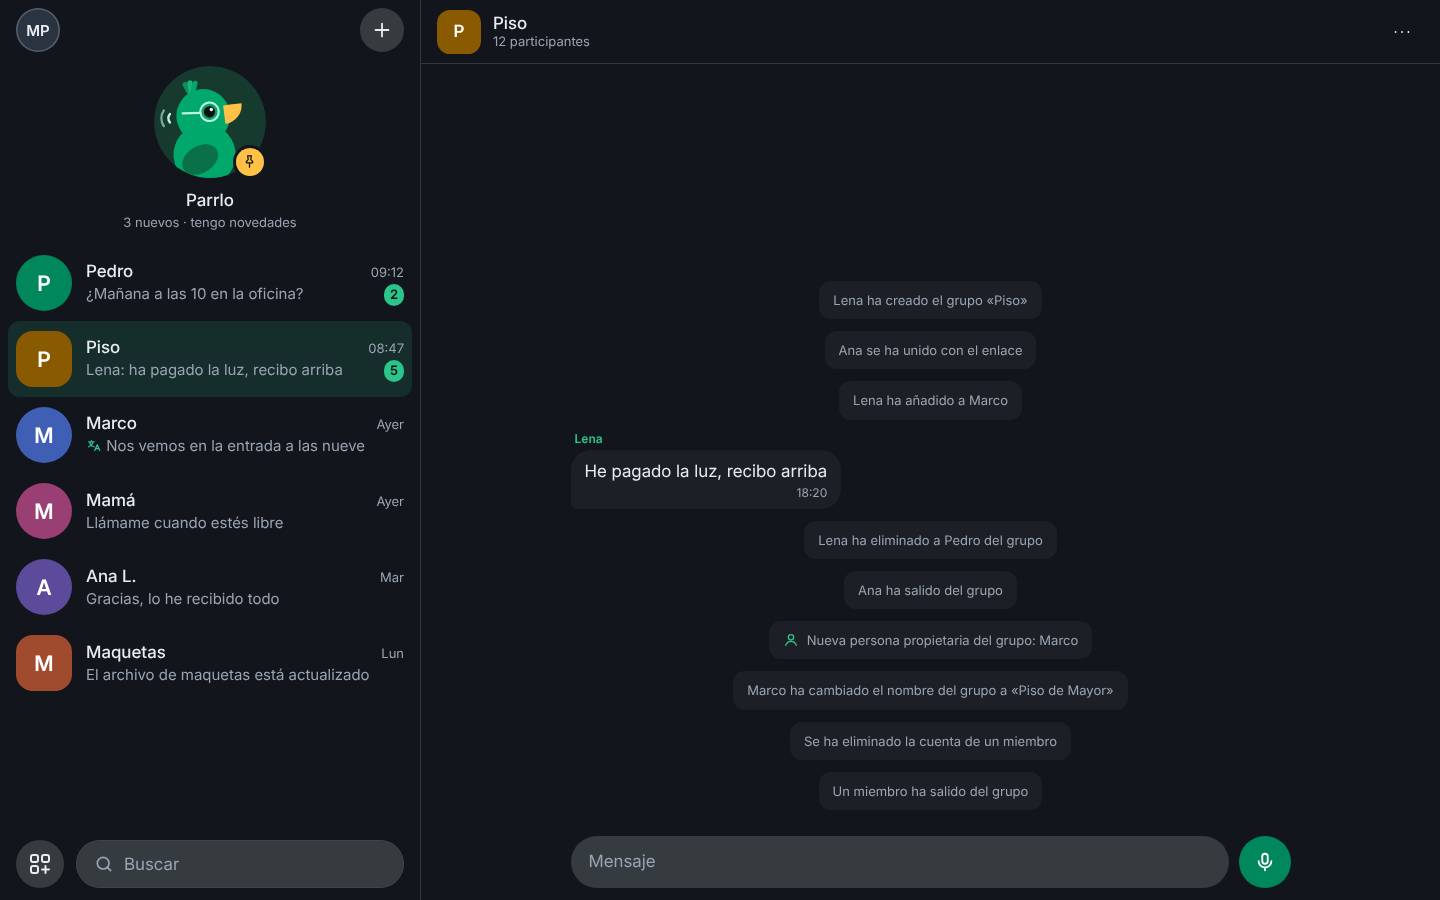 MP
Parrlo
3 nuevos · tengo novedades
P
Pedro
09:12
¿Mañana a las 10 en la oficina?
2
P
Piso
08:47
Lena: ha pagado la luz, recibo arriba
5
M
Marco
Ayer
Nos vemos en la entrada a las nueve
M
Mamá
Ayer
Llámame cuando estés libre
A
Ana L.
Mar
Gracias, lo he recibido todo
M
Maquetas
Lun
El archivo de maquetas está actualizado
Buscar
P
Piso
12 participantes
Lena ha creado el grupo «Piso»
Ana se ha unido con el enlace
Lena ha añadido a Marco
Lena
He pagado la luz, recibo arriba
18:20
Lena ha eliminado a Pedro del grupo
Ana ha salido del grupo
Nueva persona propietaria del grupo: Marco
Marco ha cambiado el nombre del grupo a «Piso de Mayor»
Se ha eliminado la cuenta de un miembro
Un miembro ha salido del grupo
Mensaje